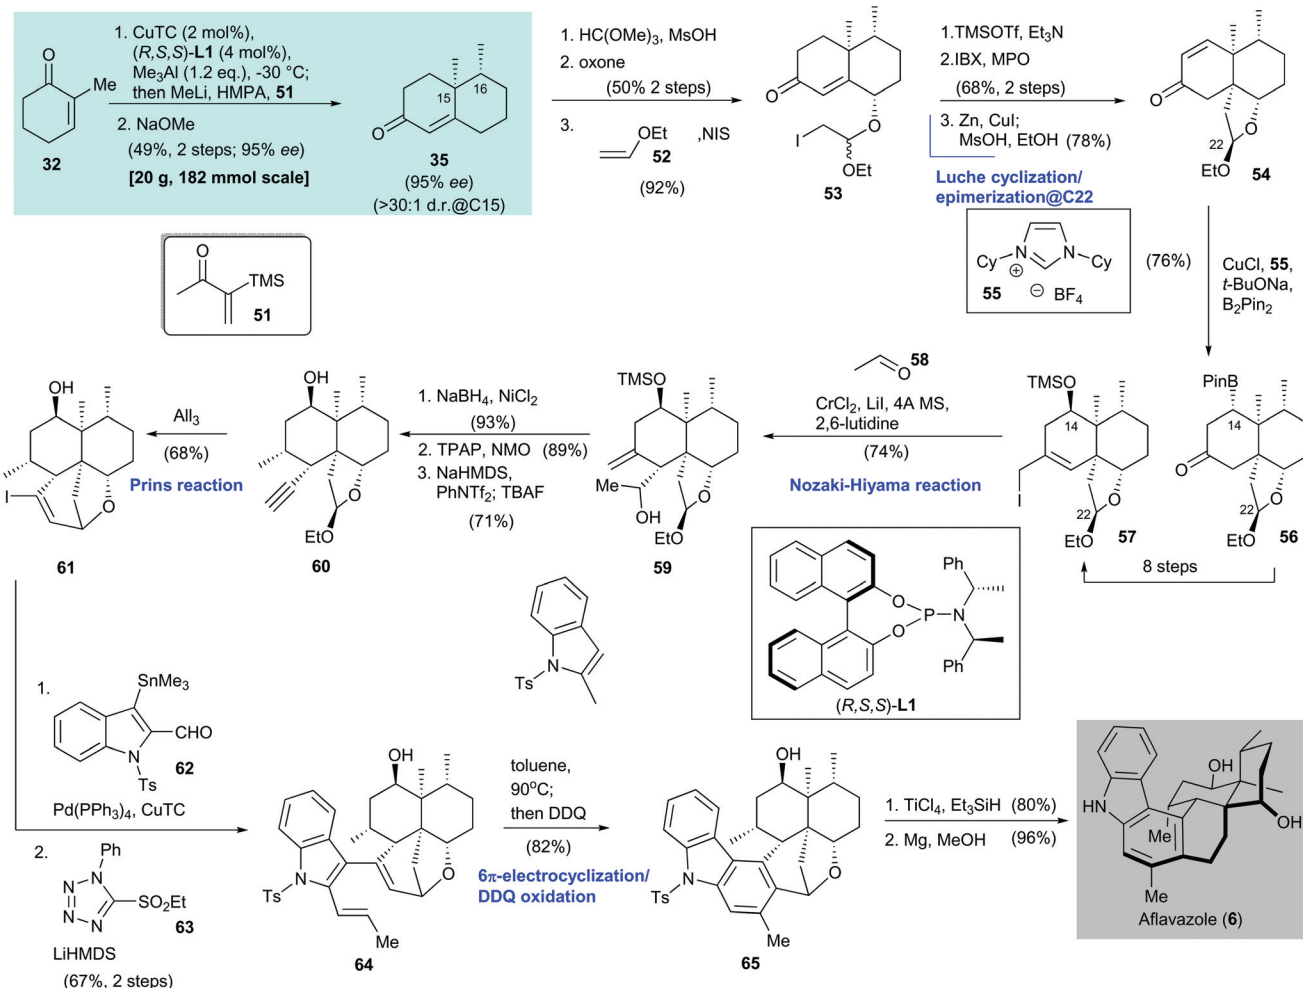 1. CuTC (2 mol%),
(R,S,S)-L1 (4 mol%),
Me3Al (1.2 eq.), -30 °C;
then MeLi, HMPA, 51
2. NaOMe
(49%, 2 steps; 95% ee)
[20 g, 182 mmol scale]
O
Me
32
15
16
O
35
(95% ee)
(>30:1 d.r.@C15)
1. HC(OMe)3, MsOH
2. oxone
(50% 2 steps)
3.
OEt
52
,NIS
(92%)
O
I
O
OEt
53
1.TMSOTf, Et3N
2.IBX, MPO
(68%, 2 steps)
3. Zn, CuI;
MsOH, EtOH (78%)
Luche cyclization/
epimerization@C22
O
22
O
EtO
54
O
TMS
51
Cy
N
N
Cy
⊕
55
⊖ BF4
(76%)
CuCl, 55,
t-BuONa,
B2Pin2
OH
I
O
61
AlI3
(68%)
Prins reaction
OH
O
EtO
60
1. NaBH4, NiCl2
(93%)
2. TPAP, NMO (89%)
3. NaHMDS,
PhNTf2; TBAF
(71%)
TMSO
Me
OH
O
EtO
59
O
58
CrCl2, LiI, 4A MS,
2,6-lutidine
(74%)
Nozaki-Hiyama reaction
TMSO
14
I
22
O
EtO
57
PinB
14
O
22
O
EtO
56
8 steps
N
Ts
O
O
P
N
Ph
Ph
(R,S,S)-L1
1.
SnMe3
CHO
N
Ts
62
Pd(PPh3)4, CuTC
2.
Ph
N
N
N
N
SO2Et
63
LiHMDS
(67%, 2 steps)
OH
Ts
N
O
Me
64
toluene,
90oC;
then DDQ
(82%)
6π-electrocyclization/
DDQ oxidation
OH
Ts
N
O
Me
65
1. TiCl4, Et3SiH (80%)
2. Mg, MeOH (96%)
OH
HN
OH
Me
Me
Aflavazole (6)